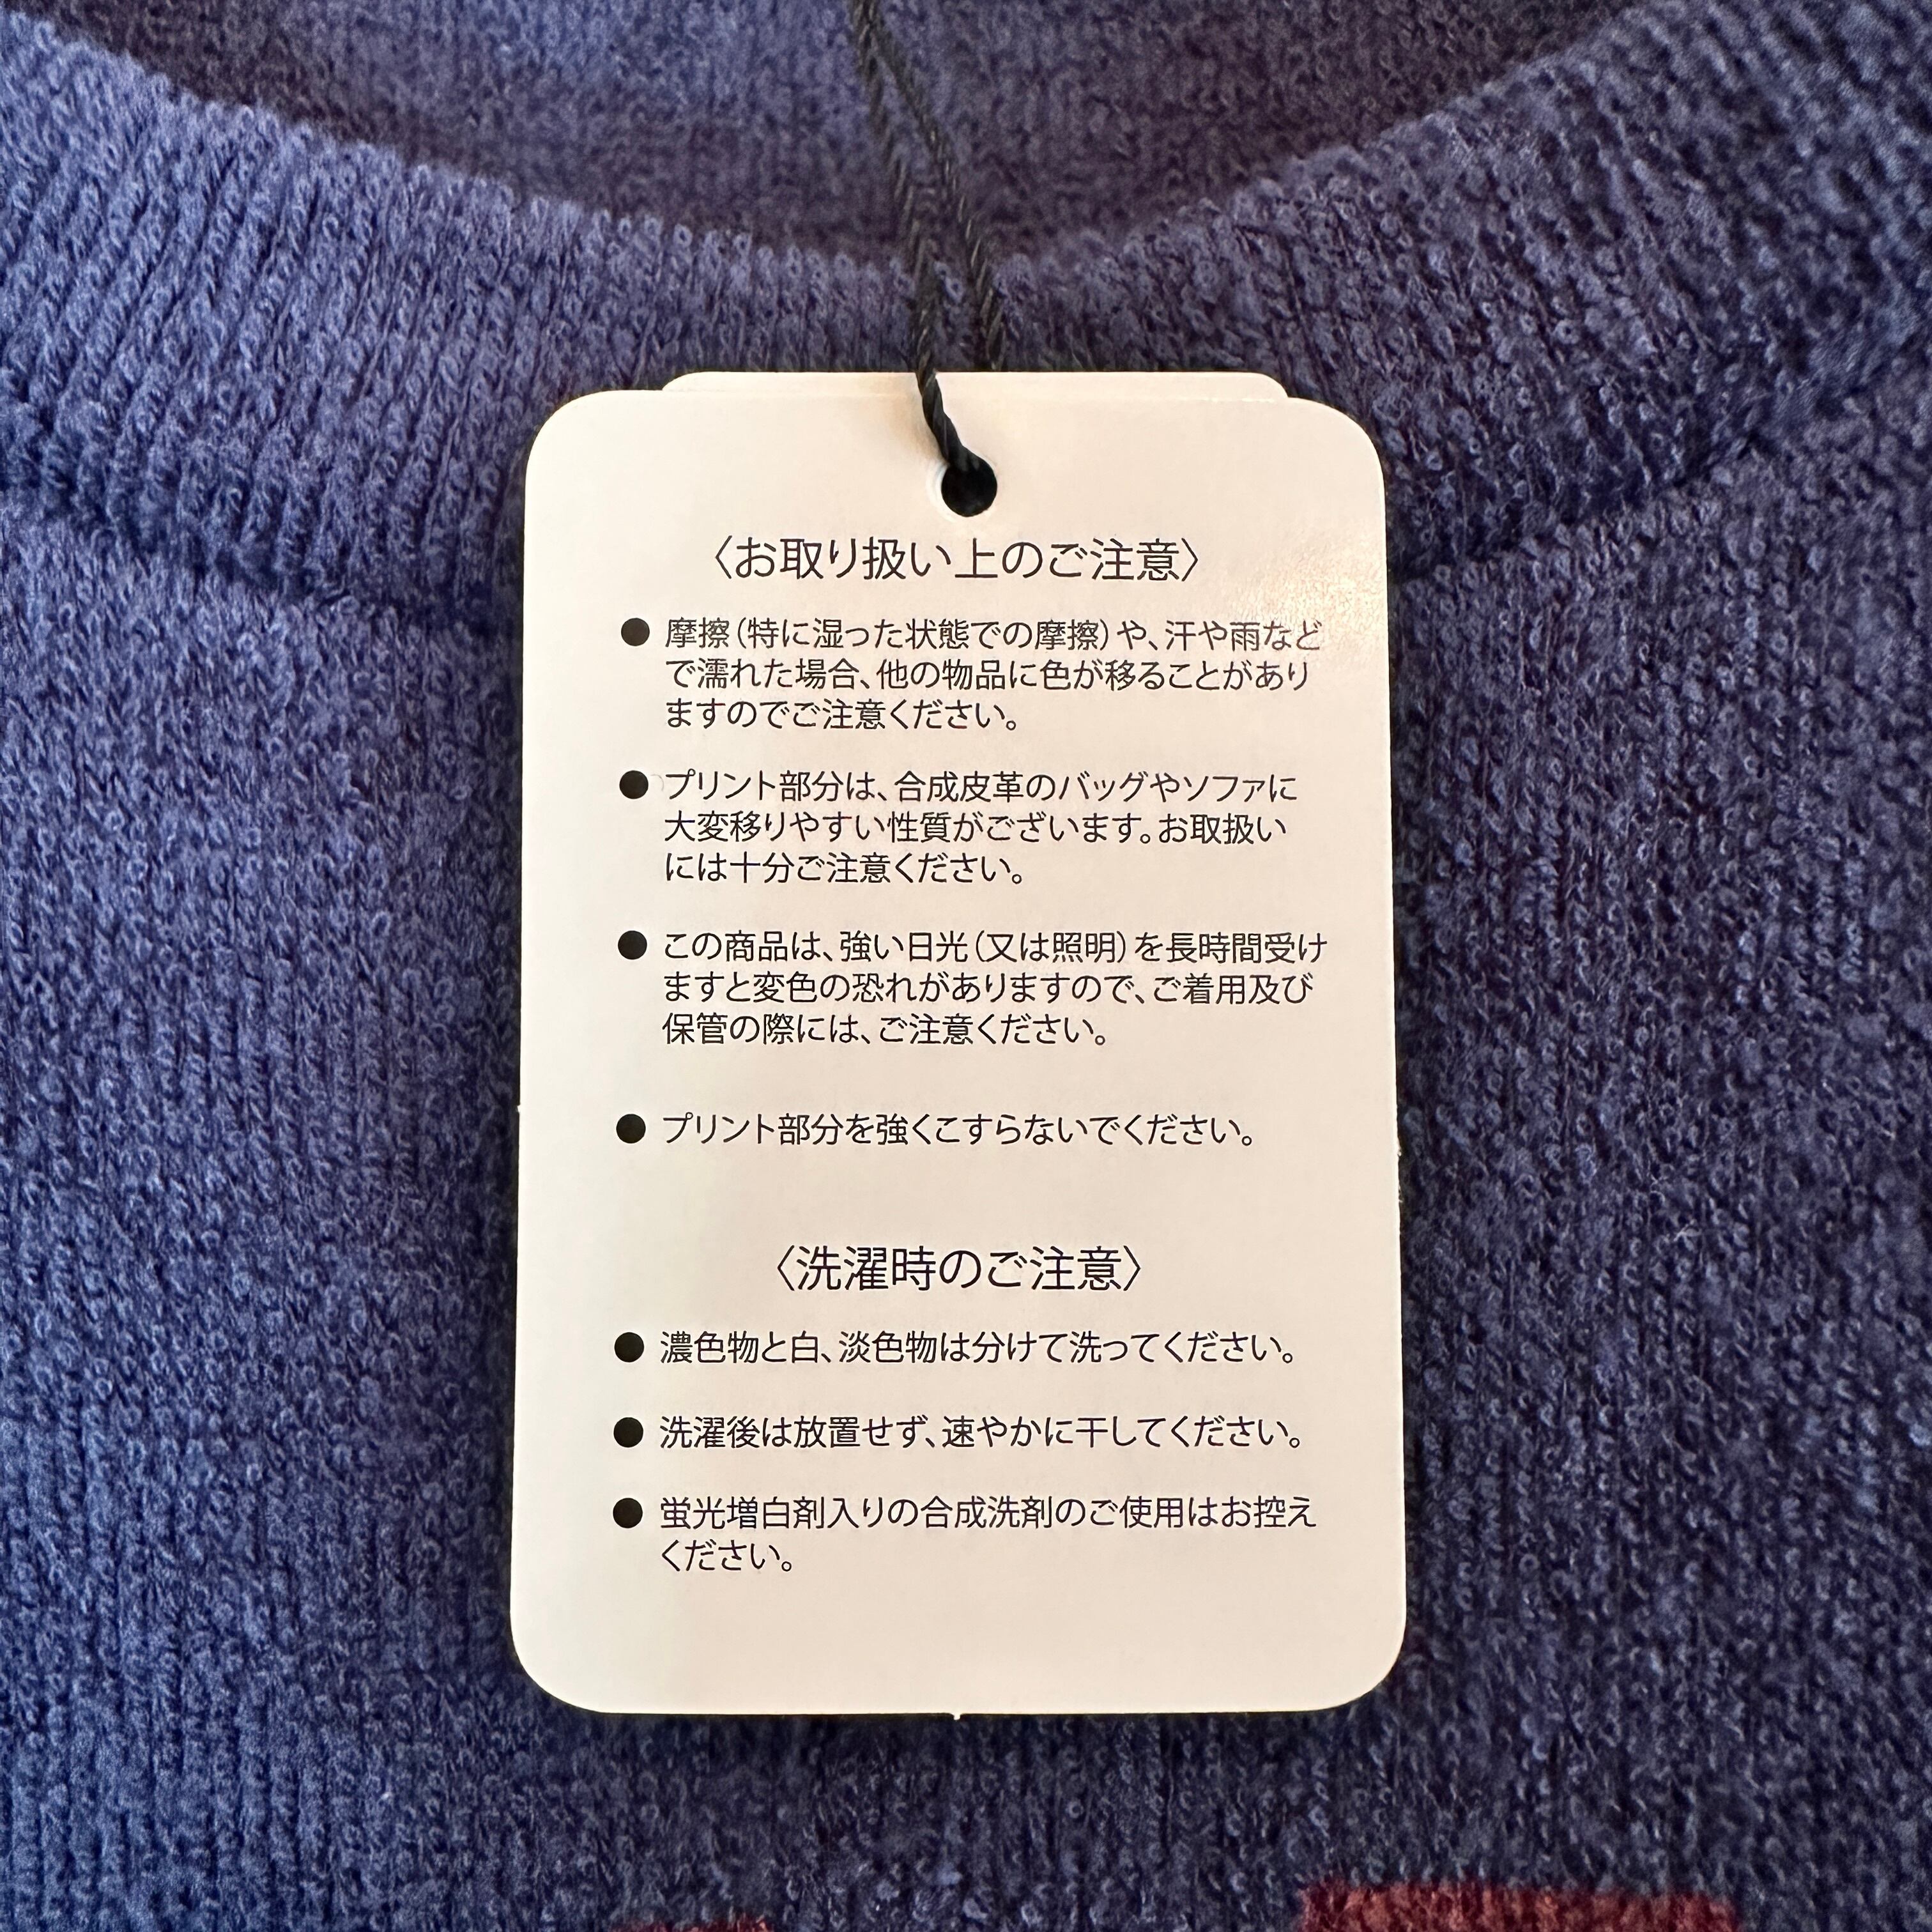 〈お取り扱い上のご注意〉
● 摩擦(特に湿った状態での摩擦)や、汗や雨など
で濡れた場合、他の物品に色が移ることがあり
ますのでご注意ください。
● プリント部分は、合成皮革のバッグやソファに
大変移りやすい性質がございます。お取扱い
には十分ご注意ください。
● この商品は、強い日光(又は照明)を長時間受け
ますと変色の恐れがありますので、ご着用及び
保管の際には、ご注意ください。
● プリント部分を強くこすらないでください。
〈洗濯時のご注意〉
● 濃色物と白、淡色物は分けて洗ってください。
● 洗濯後は放置せず、速やかに干してください。
● 蛍光増白剤入りの合成洗剤のご使用はお控え
ください。